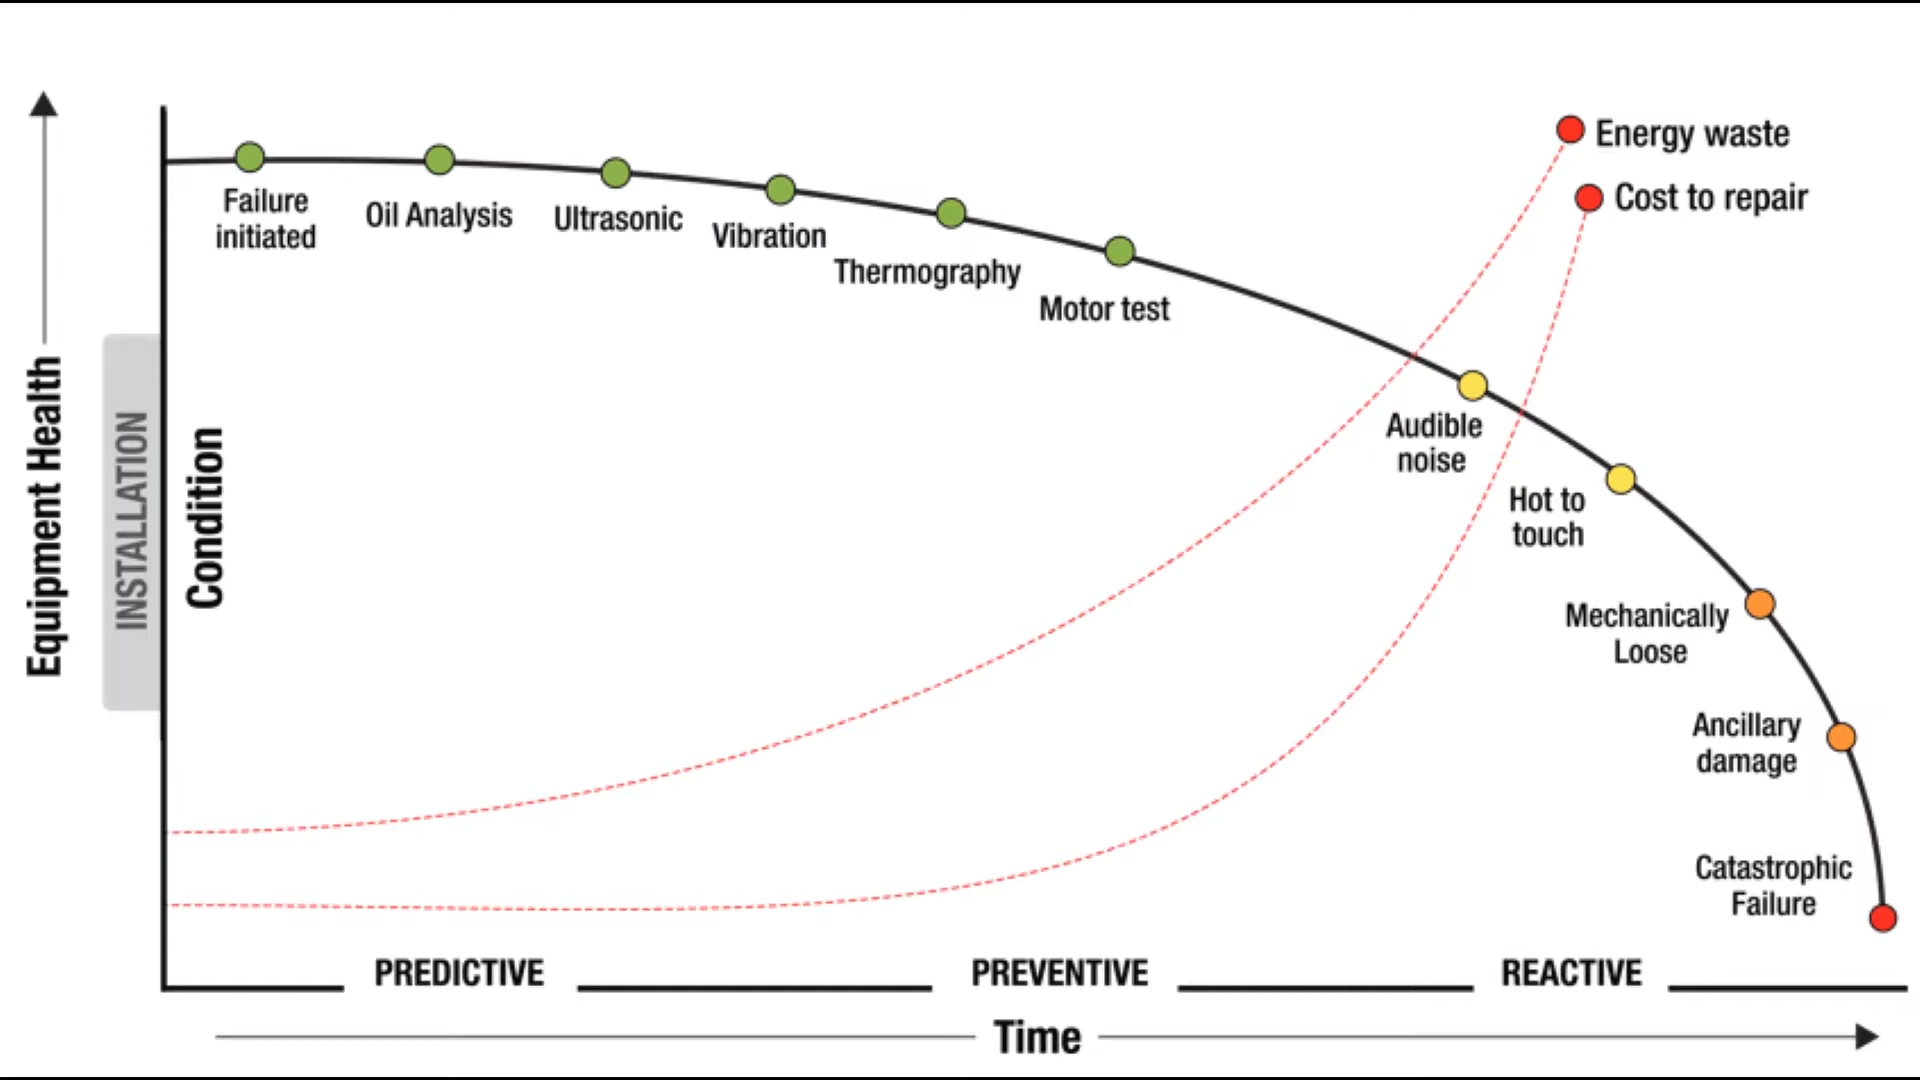 Energy waste
Cost to repair
Failure
initiated
Oil Analysis
Ultrasonic
Vibration
Thermography
Motor test
Audible
noise
Hot to
touch
Mechanically
Loose
Ancillary
damage
Catastrophic
Failure
Equipment Health
INSTALLATION
Condition
PREDICTIVE
PREVENTIVE
REACTIVE
Time